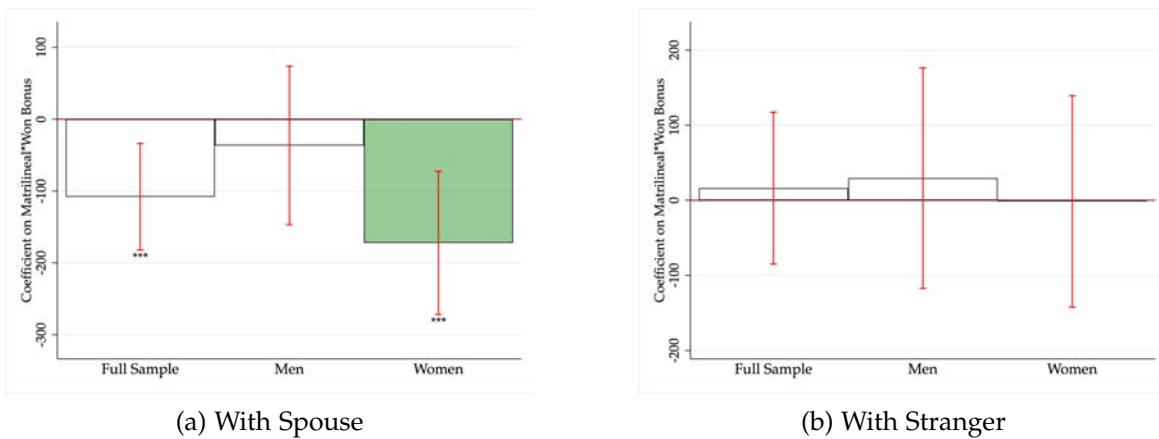 Coefficient on Matrilineal*Won Bonus
100
0
-100
-200
-300
***
***
Full Sample Men Women
(a) With Spouse
Coefficient on Matrilineal*Won Bonus
200
100
0
-100
-200
Full Sample Men Women
(b) With Stranger